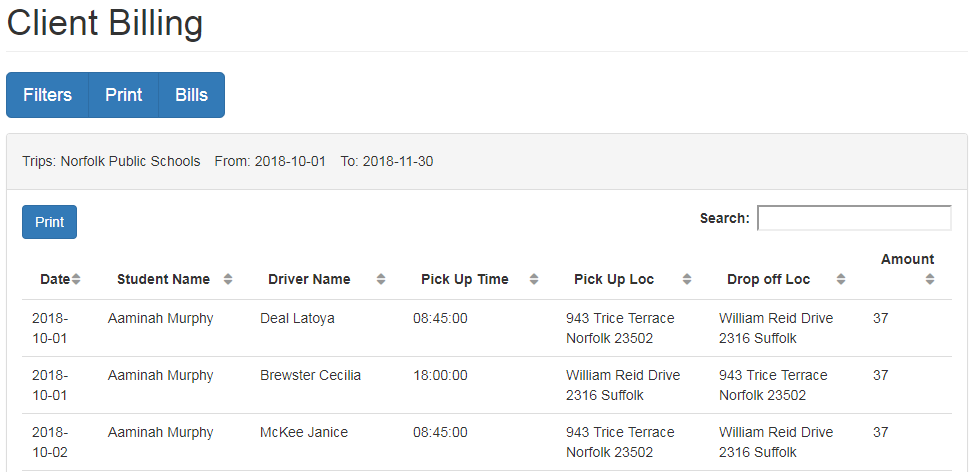 Client Billing
Filters Print Bills
Trips: Norfolk Public Schools From: 2018-10-01 To: 2018-11-30
Print Search:
Date Student Name Driver Name Pick Up Time Pick Up Loc Drop off Loc Amount
2018- Aaminah Murphy Deal Latoya 08:45:00 943 Trice Terrace William Reid Drive 37
10-01 Norfolk 23502 2316 Suffolk
2018- Aaminah Murphy Brewster Cecilia 18:00:00 William Reid Drive 943 Trice Terrace 37
10-01 2316 Suffolk Norfolk 23502
2018- Aaminah Murphy McKee Janice 08:45:00 943 Trice Terrace William Reid Drive 37
10-02 Norfolk 23502 2316 Suffolk